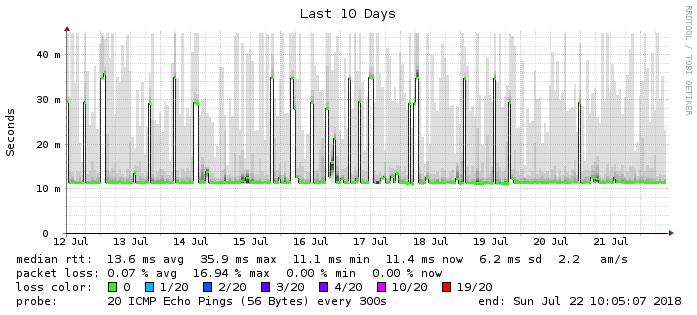 Last 10 Days
RRDTOOL / TOBI OETIKER
Seconds
40 m
30 m
20 m
10 m
0
12 Jul 13 Jul 14 Jul 15 Jul 16 Jul 17 Jul 18 Jul 19 Jul 20 Jul 21 Jul
median rtt: 13.6 ms avg 35.9 ms max 11.1 ms min 11.4 ms now 6.2 ms sd 2.2 am/s
packet loss: 0.07 % avg 16.94 % max 0.00 % min 0.00 % now
loss color: 0 1/20 2/20 3/20 4/20 10/20 19/20
probe: 20 ICMP Echo Pings (56 Bytes) every 300s end: Sun Jul 22 10:05:07 2018